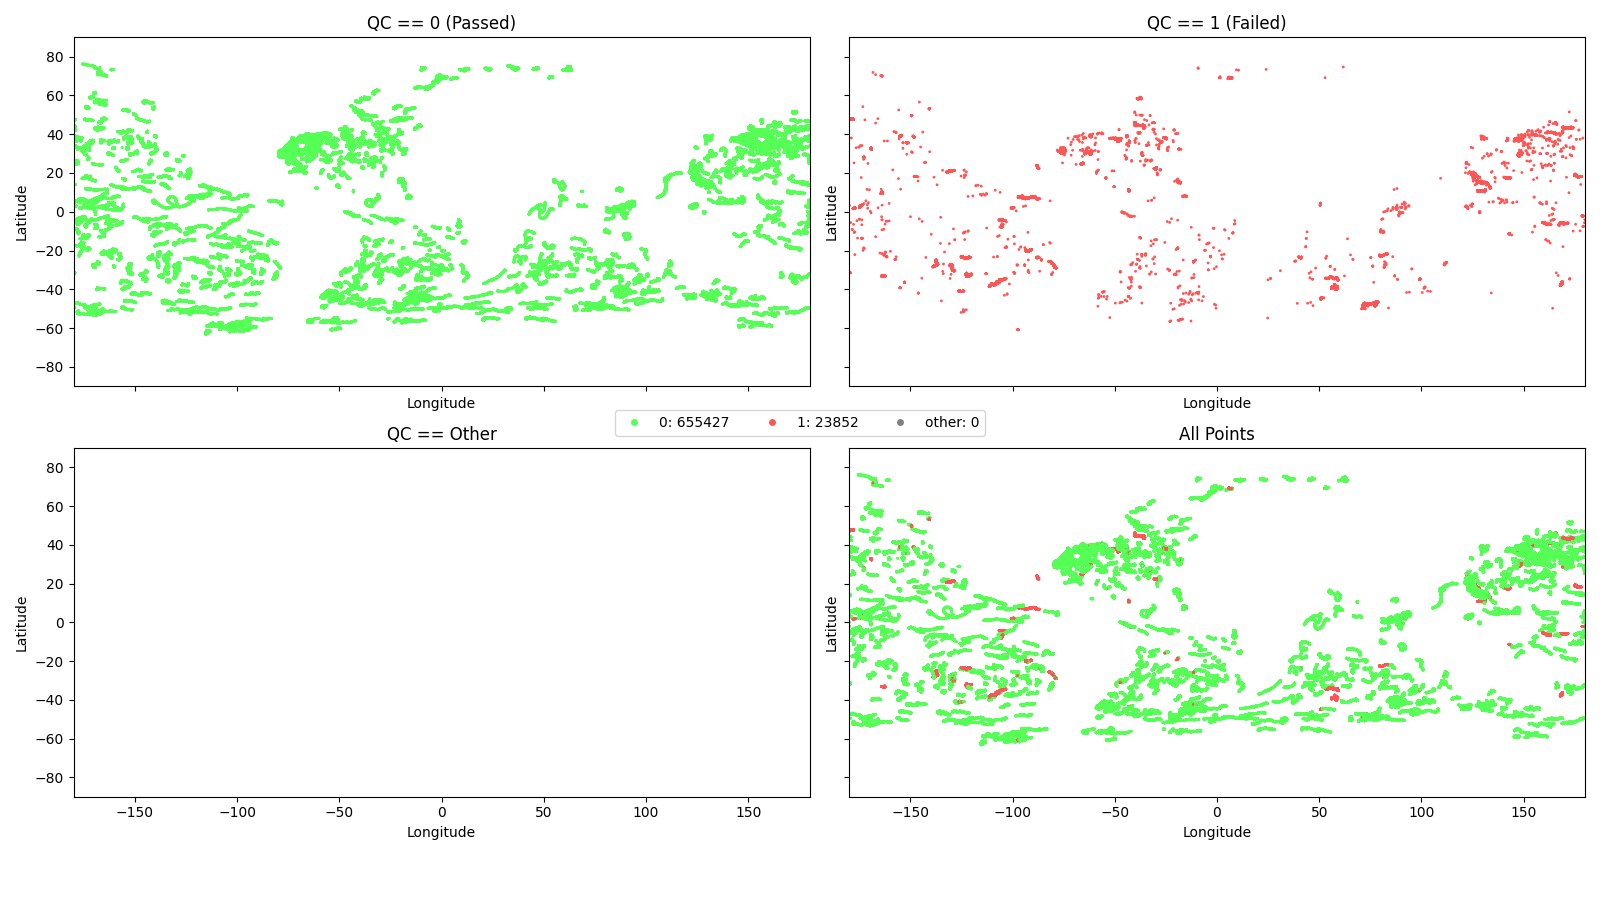 QC == 0 (Passed)
QC == 1 (Failed)
80
60
40
20
0
−20
−40
−60
−80
Latitude
Latitude
Longitude
Longitude
0: 655427 1: 23852 other: 0
QC == Other
All Points
80
60
40
20
0
−20
−40
−60
−80
Latitude
Latitude
−150 −100 −50 0 50 100 150
−150 −100 −50 0 50 100 150
Longitude
Longitude